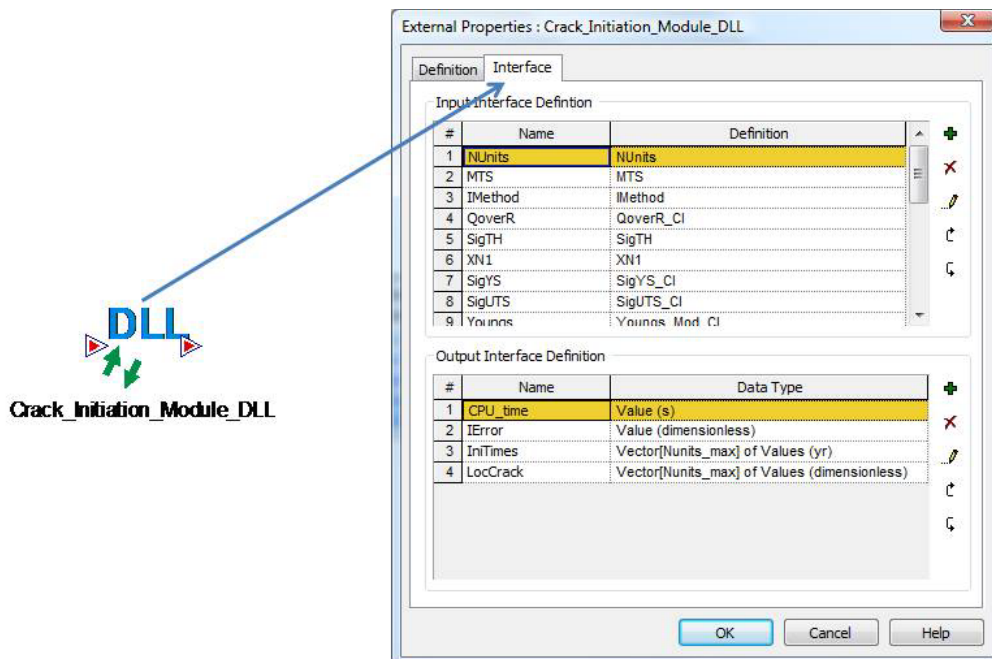 External Properties : Crack_Initiation_Module_DLL
Definition Interface
Input Interface Defintion
# Name Definition
1 NUnits NUnits
2 MTS MTS
3 IMethod IMethod
4 QoverR QoverR_CI
5 SigTH SigTH
6 XN1 XN1
7 SigYS SigYS_CI
8 SigUTS SigUTS_CI
9 Youngs Youngs_Mod_CI
DLL
Crack_Initiation_Module_DLL
Output Interface Definition
# Name Data Type
1 CPU_time Value (s)
2 IError Value (dimensionless)
3 IniTimes Vector[Nunits_max] of Values (yr)
4 LocCrack Vector[Nunits_max] of Values (dimensionless)
OK Cancel Help